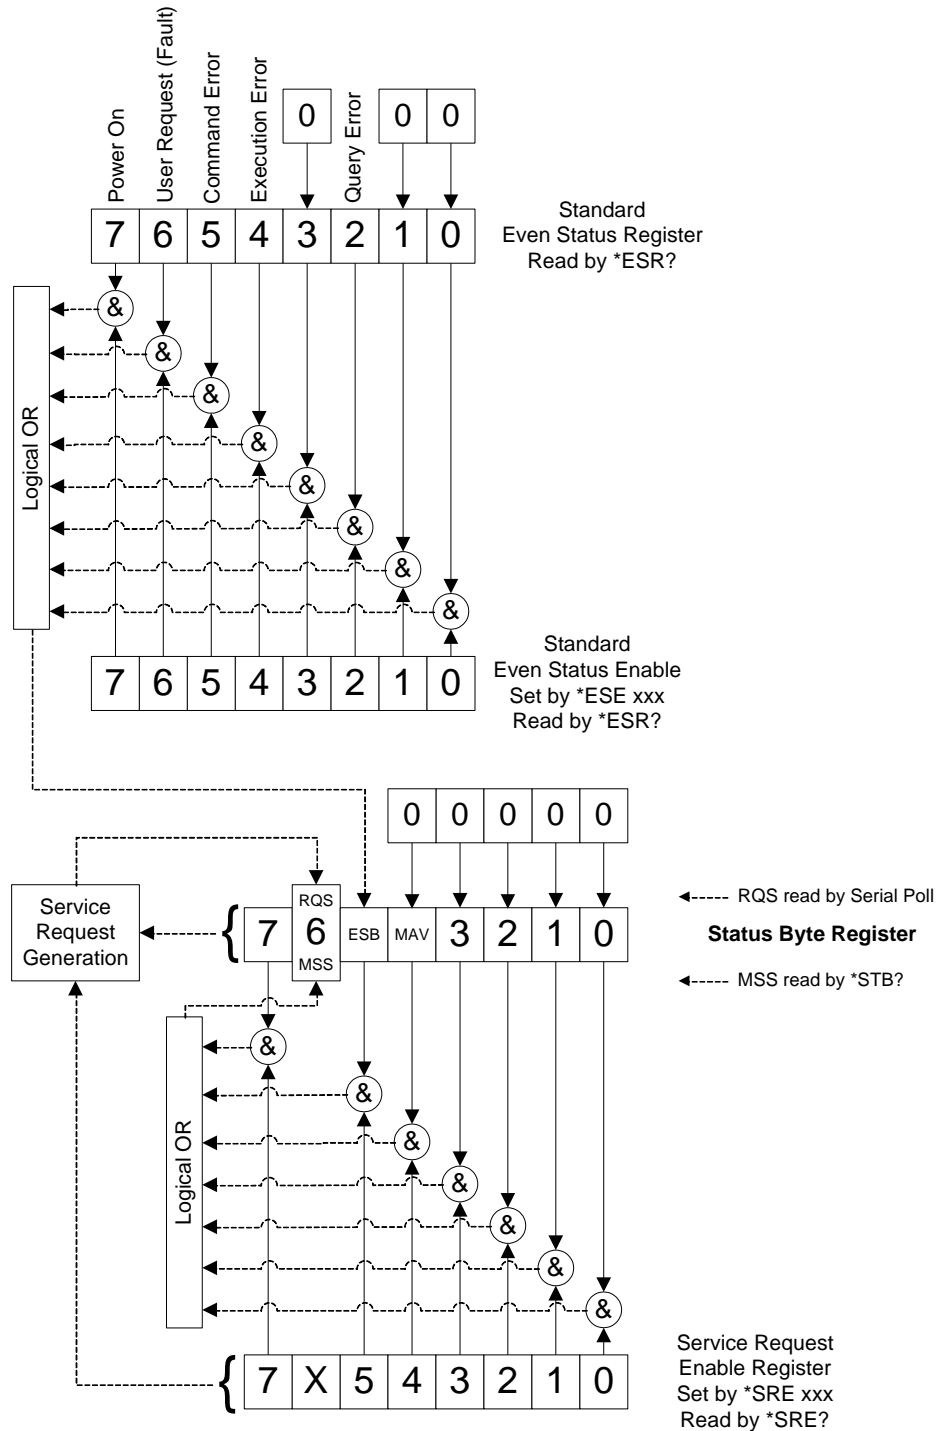 Power On
User Request (Fault)
Command Error
Execution Error
0
Query Error
0 0
7 6 5 4 3 2 1 0
Standard
Even Status Register
Read by *ESR?
&
&
&
&
&
&
&
&
Logical OR
7 6 5 4 3 2 1 0
Standard
Even Status Enable
Set by *ESE xxx
Read by *ESR?
0 0 0 0 0
Service
Request
Generation
{
7
RQS
6
MSS
ESB MAV 3 2 1 0
RQS read by Serial Poll
Status Byte Register
MSS read by *STB?
&
&
&
&
&
&
&
Logical OR
{
7 X 5 4 3 2 1 0
Service Request
Enable Register
Set by *SRE xxx
Read by *SRE?